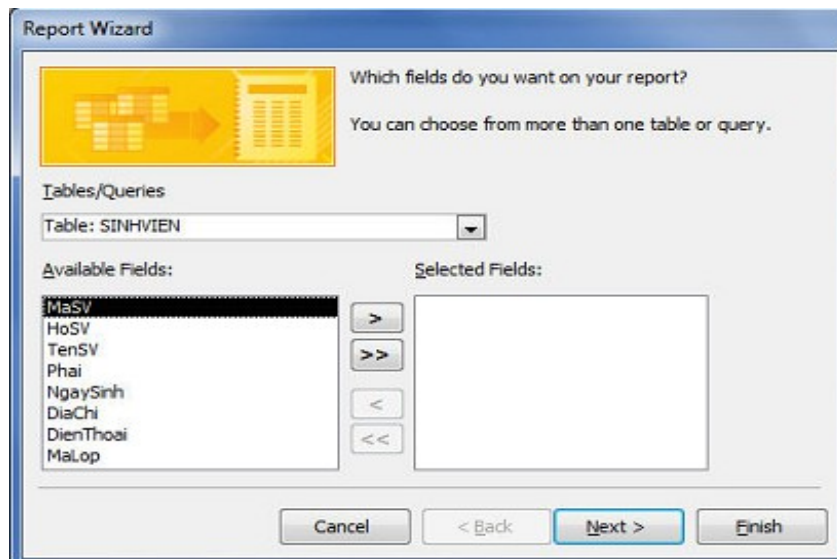 Report Wizard
Which fields do you want on your report?
You can choose from more than one table or query.
Tables/Queries
Table: SINHVIEN
Available Fields:
Selected Fields:
MaSV
HoSV
TenSV
Phai
NgaySinh
DiaChi
DienThoai
MaLop
>
>>
<
<<
Cancel
< Back
Next >
Finish